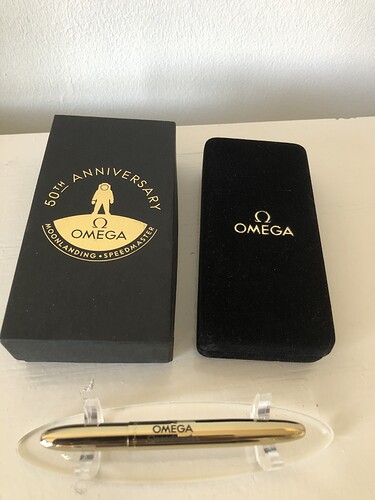 50TH ANNIVERSARY
Ω
OMEGA
MOONLANDING • SPEEDMASTER
Ω
OMEGA
OMEGA